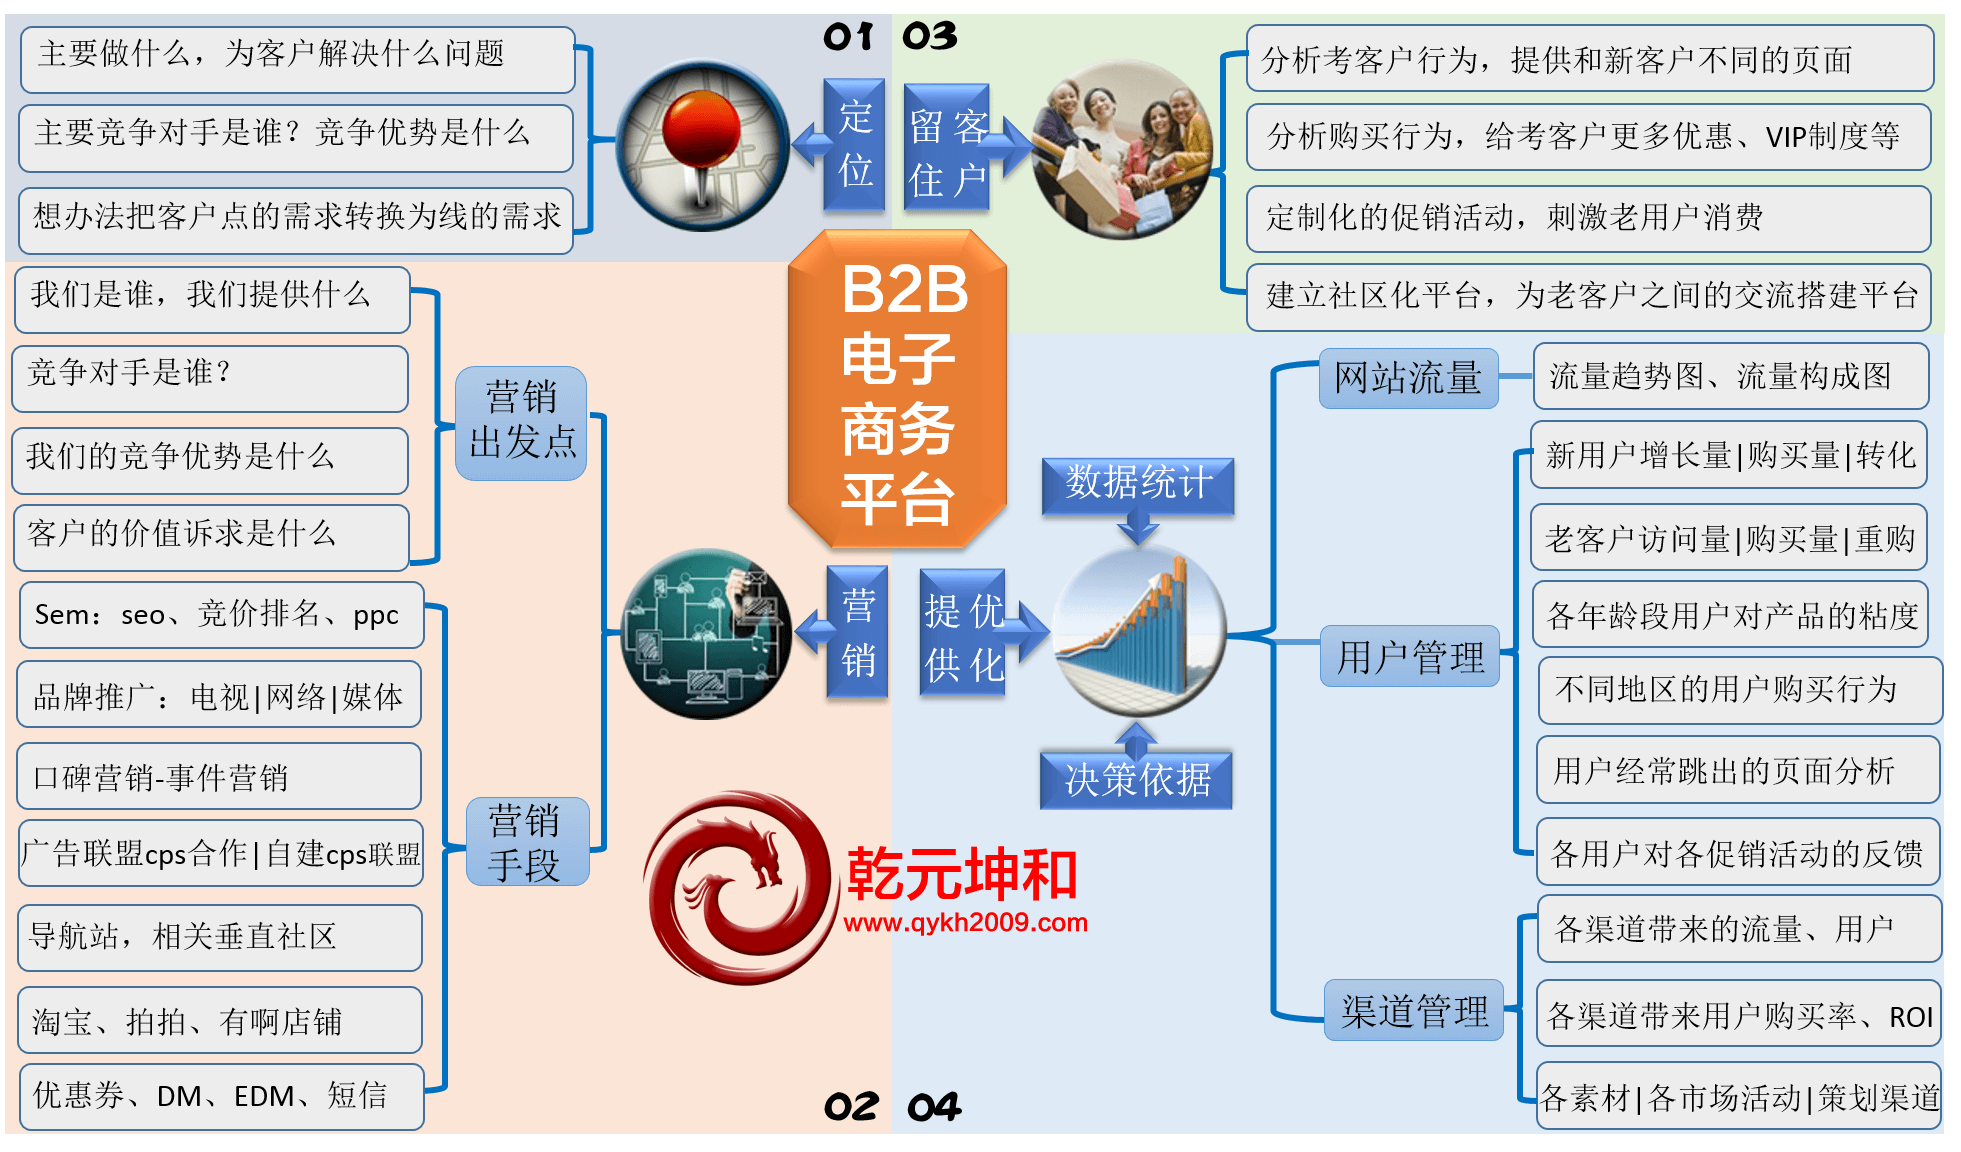 01
定位
主要做什么，为客户解决什么问题
主要竞争对手是谁？竞争优势是什么
想办法把客户点的需求转换为线的需求
03
留住
客户
分析考客户行为，提供和新客户不同的页面
分析购买行为，给考客户更多优惠、VIP制度等
定制化的促销活动，刺激老用户消费
建立社区化平台，为老客户之间的交流搭建平台
B2B
电子
商务
平台
营销
营销
出发点
我们是谁，我们提供什么
竞争对手是谁？
我们的竞争优势是什么
客户的价值诉求是什么
营销
手段
Sem：seo、竞价排名、ppc
品牌推广：电视|网络|媒体
口碑营销-事件营销
广告联盟cps合作|自建cps联盟
导航站，相关垂直社区
淘宝、拍拍、有啊店铺
优惠券、DM、EDM、短信
02
提供
优化
数据统计
决策依据
网站流量
流量趋势图、流量构成图
用户管理
新用户增长量|购买量|转化
老客户访问量|购买量|重购
各年龄段用户对产品的粘度
不同地区的用户购买行为
用户经常跳出的页面分析
各用户对各促销活动的反馈
渠道管理
各渠道带来的流量、用户
各渠道带来用户购买率、ROI
各素材|各市场活动|策划渠道
04
乾元坤和
www.qykh2009.com